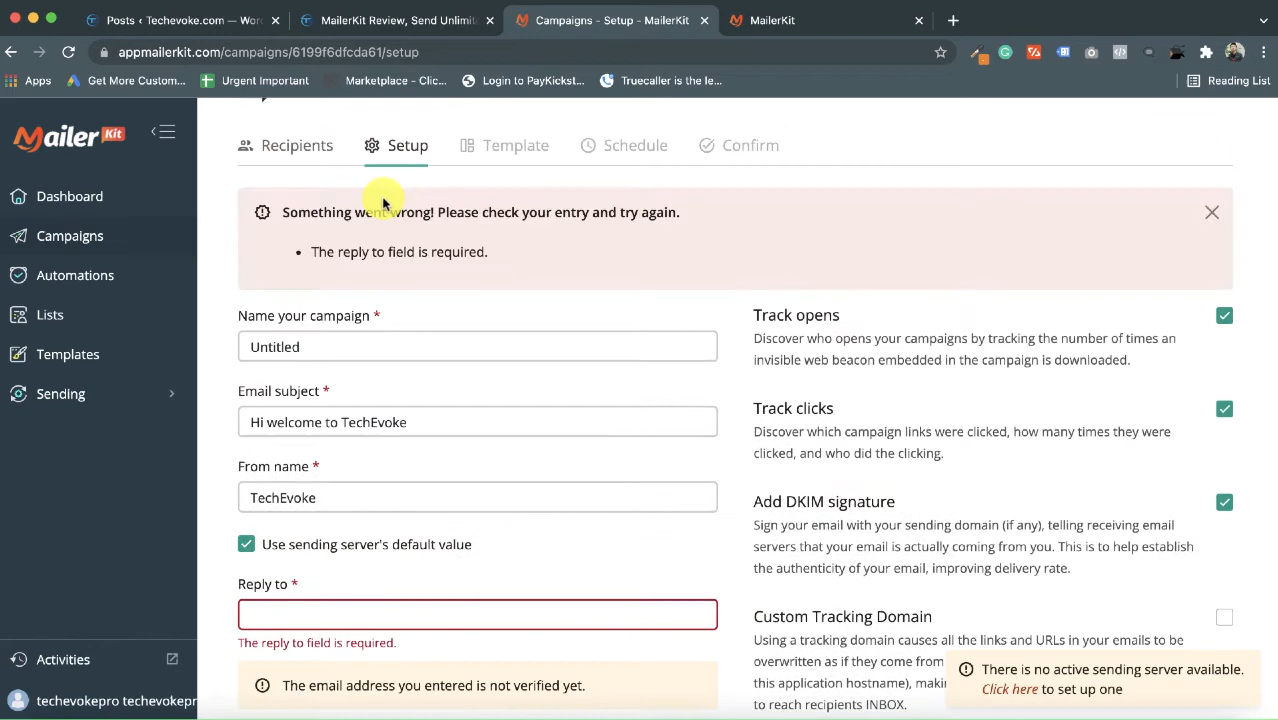 Posts ‹ Techevoke.com — Wor
MailerKit Review, Send Unlimite
Campaigns - Setup - MailerKit
MailerKit
appmailerkit.com/campaigns/6199f6dfcda61/setup
Apps
Get More Custom...
Urgent Important
Marketplace - Clic...
Login to PayKickst...
Truecaller is the le...
Reading List
Mailer Kit
Recipients
Setup
Template
Schedule
Confirm
Dashboard
Campaigns
Automations
Lists
Templates
Sending
Activities
techevokepro techevokepr
Something went wrong! Please check your entry and try again.
• The reply to field is required.
Name your campaign *
Untitled
Email subject *
Hi welcome to TechEvoke
From name *
TechEvoke
Use sending server's default value
Reply to *
The reply to field is required.
The email address you entered is not verified yet.
Track opens
Discover who opens your campaigns by tracking the number of times an
invisible web beacon embedded in the campaign is downloaded.
Track clicks
Discover which campaign links were clicked, how many times they were
clicked, and who did the clicking.
Add DKIM signature
Sign your email with your sending domain (if any), telling receiving email
servers that your email is actually coming from you. This is to help establish
the authenticity of your email, improving delivery rate.
Custom Tracking Domain
Using a tracking domain causes all the links and URLs in your emails to be
overwritten as if they come from
this application hostname), makin
to reach recipients INBOX.
There is no active sending server available.
Click here to set up one